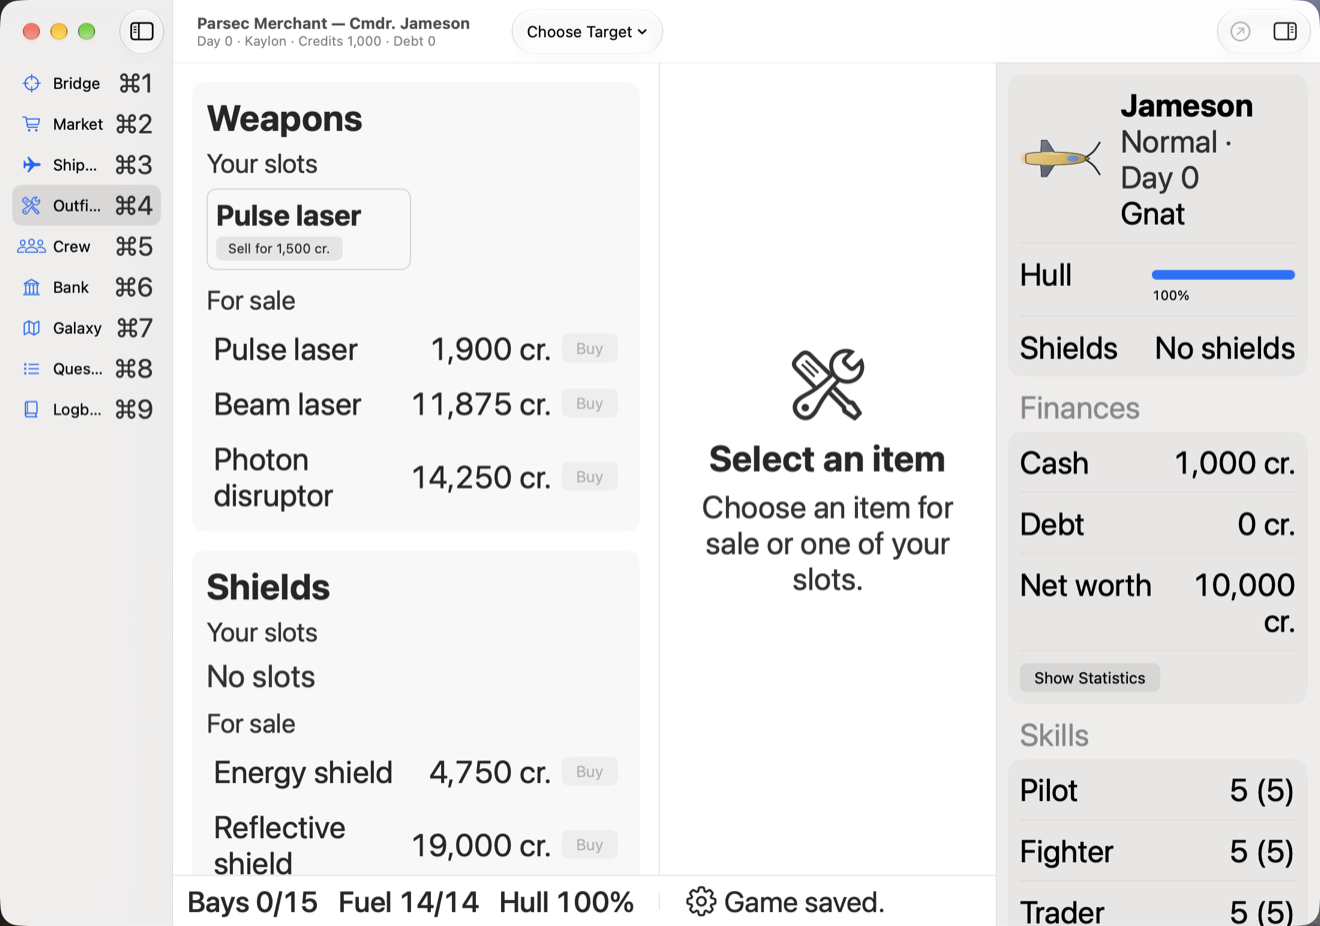 Parsec Merchant — Cmdr. Jameson
Day 0 · Kaylon · Credits 1,000 · Debt 0
Choose Target
Bridge ⌘1
Market ⌘2
Ship... ⌘3
Outfi... ⌘4
Crew ⌘5
Bank ⌘6
Galaxy ⌘7
Ques... ⌘8
Logb... ⌘9
Weapons
Your slots
Pulse laser
Sell for 1,500 cr.
For sale
Pulse laser 1,900 cr. Buy
Beam laser 11,875 cr. Buy
Photon
disruptor 14,250 cr. Buy
Shields
Your slots
No slots
For sale
Energy shield 4,750 cr. Buy
Reflective
shield 19,000 cr. Buy
Select an item
Choose an item for
sale or one of your
slots.
Jameson
Normal ·
Day 0
Gnat
Hull
100%
Shields No shields
Finances
Cash 1,000 cr.
Debt 0 cr.
Net worth 10,000
cr.
Show Statistics
Skills
Pilot 5 (5)
Fighter 5 (5)
Trader 5 (5)
Bays 0/15 Fuel 14/14 Hull 100%
Game saved.